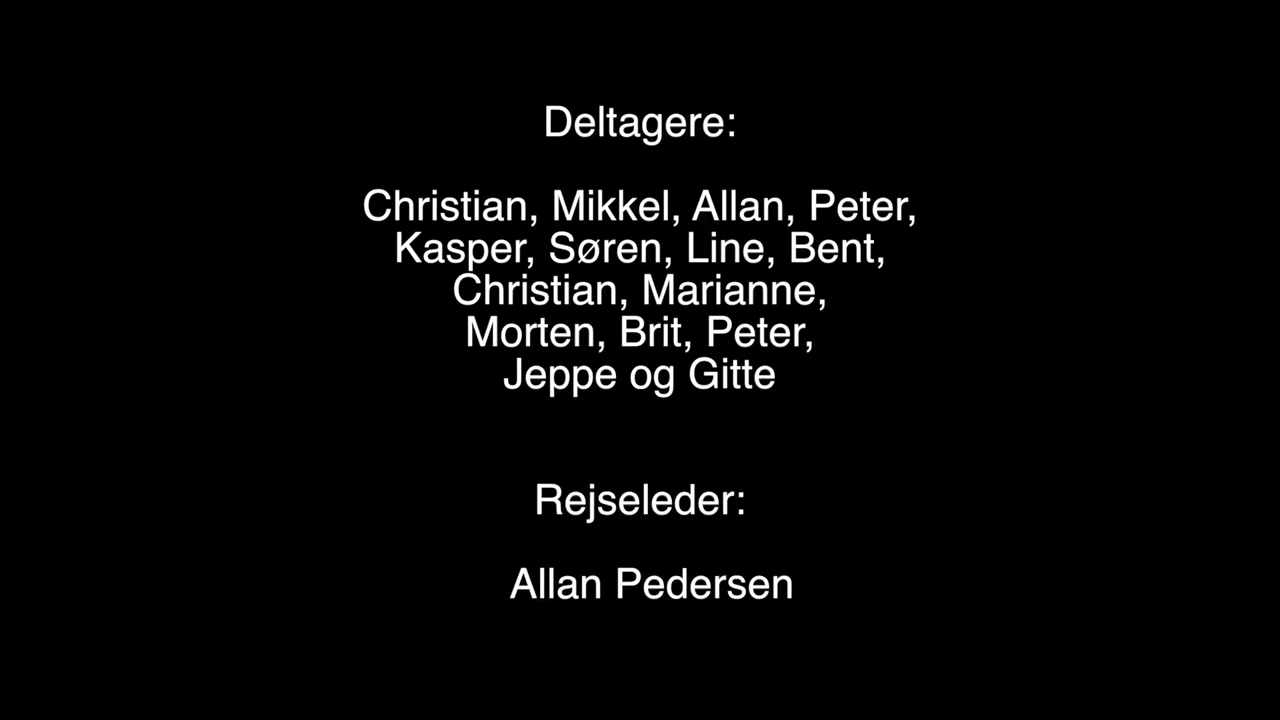 Deltagere:
Christian, Mikkel, Allan, Peter,
Kasper, Søren, Line, Bent,
Christian, Marianne,
Morten, Brit, Peter,
Jeppe og Gitte
Rejseleder:
Allan Pedersen